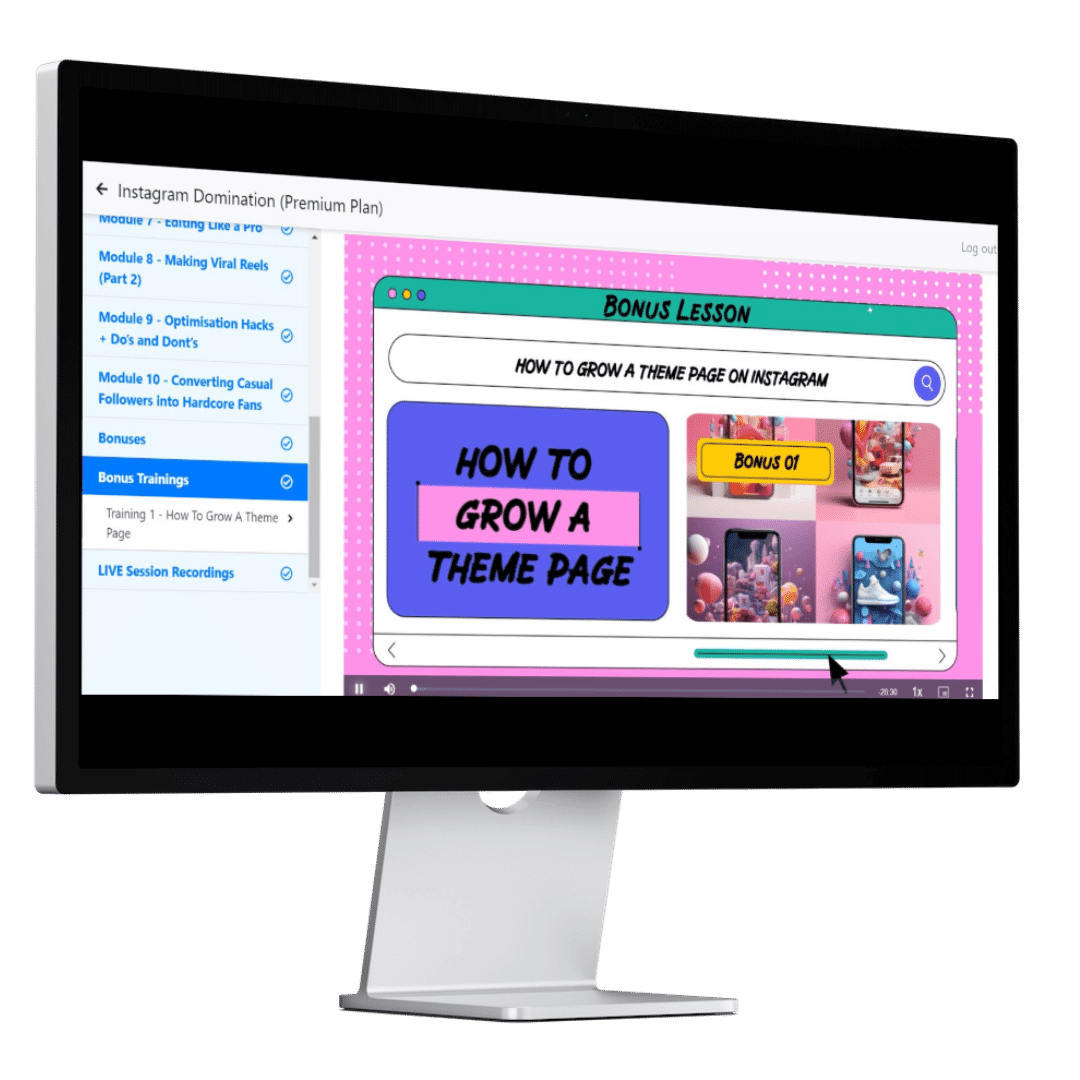 Instagram Domination (Premium Plan)
Log out
Module 7 - Editing Like a Pro
Module 8 - Making Viral Reels
(Part 2)
Module 9 - Optimisation Hacks
+ Do's and Dont's
Module 10 - Converting Casual
Followers into Hardcore Fans
Bonuses
Bonus Trainings
Training 1 - How To Grow A Theme
Page
LIVE Session Recordings
BONUS LESSON
HOW TO GROW A THEME PAGE ON INSTAGRAM
HOW TO
GROW A
THEME PAGE
BONUS 01
-26:30
1x